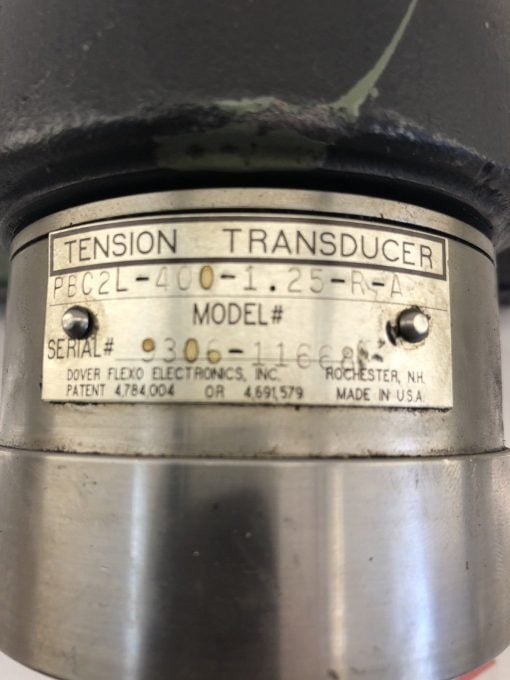 TENSION TRANSDUCER
PBC2L-400-1.25-R-A
MODEL#
SERIAL#
DOVER FLEXO ELECTRONICS, INC. ROCHESTER, N.H.
PATENT 4,784,004 OR 4,691,579 MADE IN U.S.A.